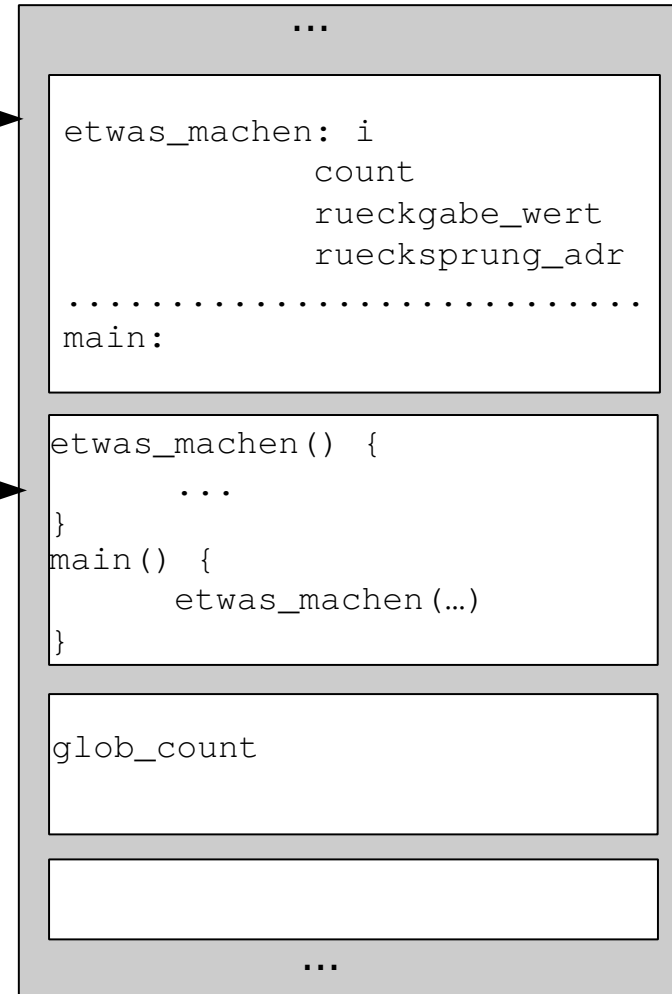 ...
etwas_machen: i
count
rueckgabe_wert
ruecksprung_adr
............................
main:
etwas_machen() {
...
}
main() {
etwas_machen(…)
}
glob_count
...